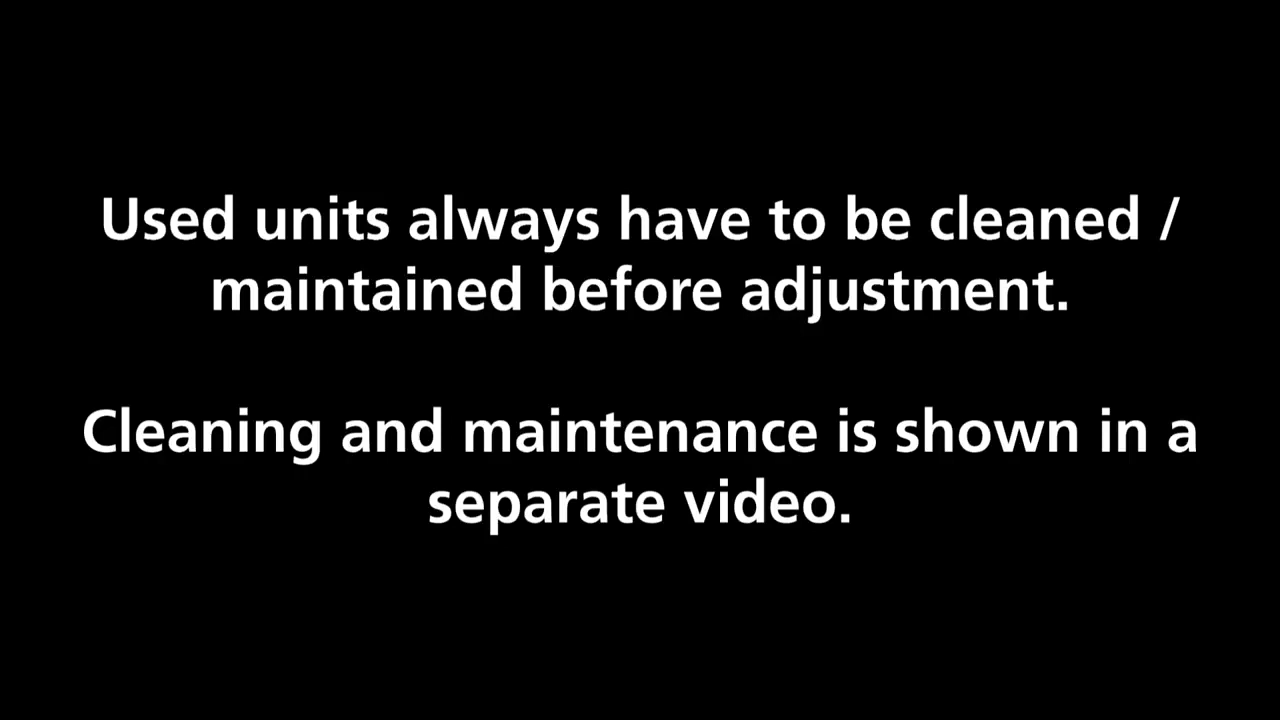 Used units always have to be cleaned /
maintained before adjustment.
Cleaning and maintenance is shown in a
separate video.